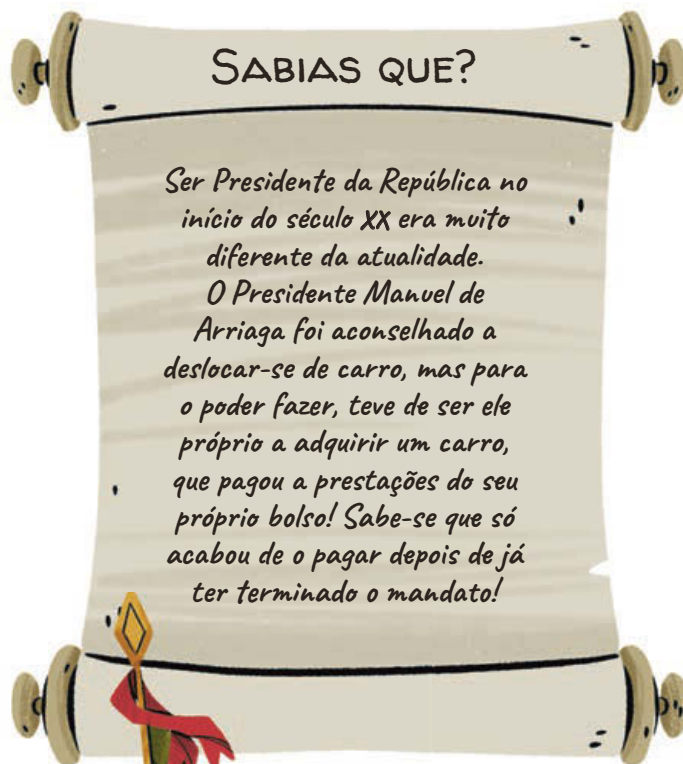 SABIAS QUE?
Ser Presidente da República no
início do século XX era muito
diferente da atualidade.
O Presidente Manuel de
Arriaga foi aconselhado a
deslocar-se de carro, mas para
o poder fazer, teve de ser ele
próprio a adquirir um carro,
que pagou a prestações do seu
próprio bolso! Sabe-se que só
acabou de o pagar depois de já
ter terminado o mandato!